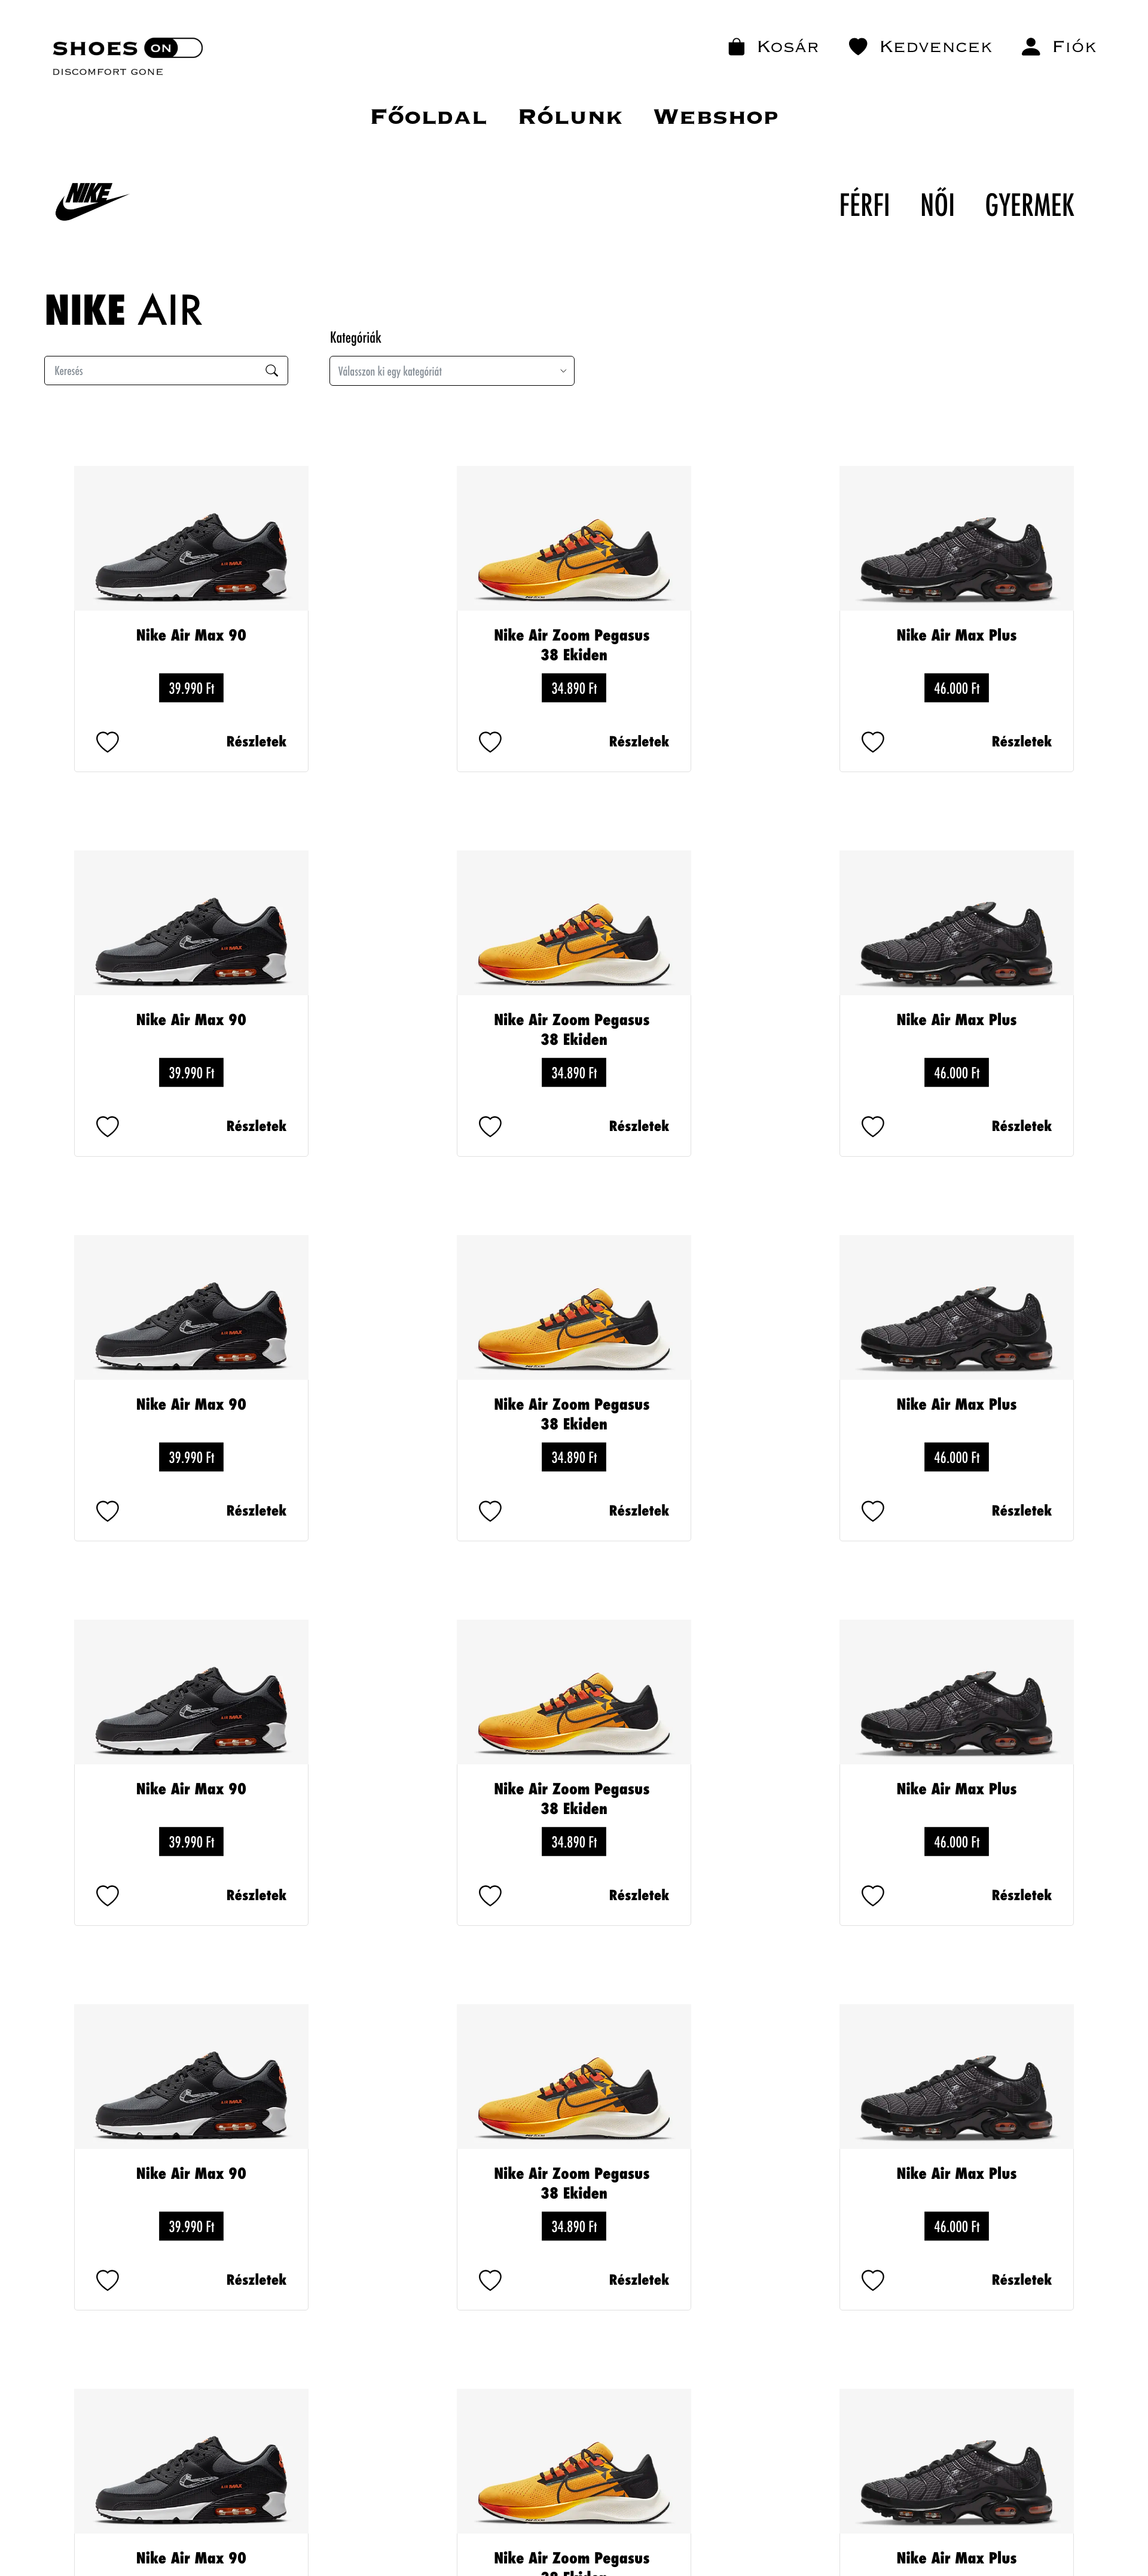 SHOES ON
DISCOMFORT GONE
KOSÁR KEDVENCEK FIÓK
FŐOLDAL RÓLUNK WEBSHOP
NIKE
FÉRFI NŐI GYERMEK
NIKE AIR
Kategóriák
Keresés
Válasszon ki egy kategóriát
Nike Air Max 90
39.990 Ft
Részletek
Nike Air Zoom Pegasus
38 Ekiden
34.890 Ft
Részletek
Nike Air Max Plus
46.000 Ft
Részletek
Nike Air Max 90
39.990 Ft
Részletek
Nike Air Zoom Pegasus
38 Ekiden
34.890 Ft
Részletek
Nike Air Max Plus
46.000 Ft
Részletek
Nike Air Max 90
39.990 Ft
Részletek
Nike Air Zoom Pegasus
38 Ekiden
34.890 Ft
Részletek
Nike Air Max Plus
46.000 Ft
Részletek
Nike Air Max 90
39.990 Ft
Részletek
Nike Air Zoom Pegasus
38 Ekiden
34.890 Ft
Részletek
Nike Air Max Plus
46.000 Ft
Részletek
Nike Air Max 90
39.990 Ft
Részletek
Nike Air Zoom Pegasus
38 Ekiden
34.890 Ft
Részletek
Nike Air Max Plus
46.000 Ft
Részletek
Nike Air Max 90
Nike Air Zoom Pegasus
38 Ekiden
Nike Air Max Plus